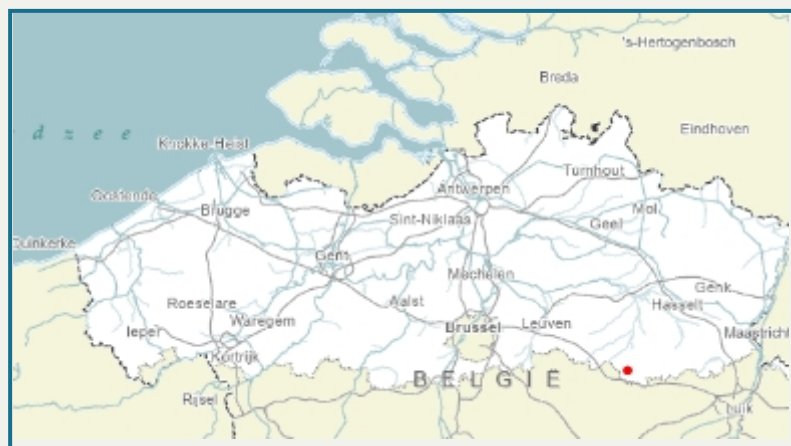 's-Hertogenbosch
Breda
d z e e
Eindhoven
Knokke-Heist
Turnhout
Antwerpen
Oostende
Brugge
Sint-Niklaas
Mol
Geel
Duinkerke
Gent
Mechelen
Genk
Roeselare
Aalst
Hasselt
Waregem
Brussel
Leuven
Ieper
Maastricht
Kortrijk
BELGIË
Rijsel
Luik